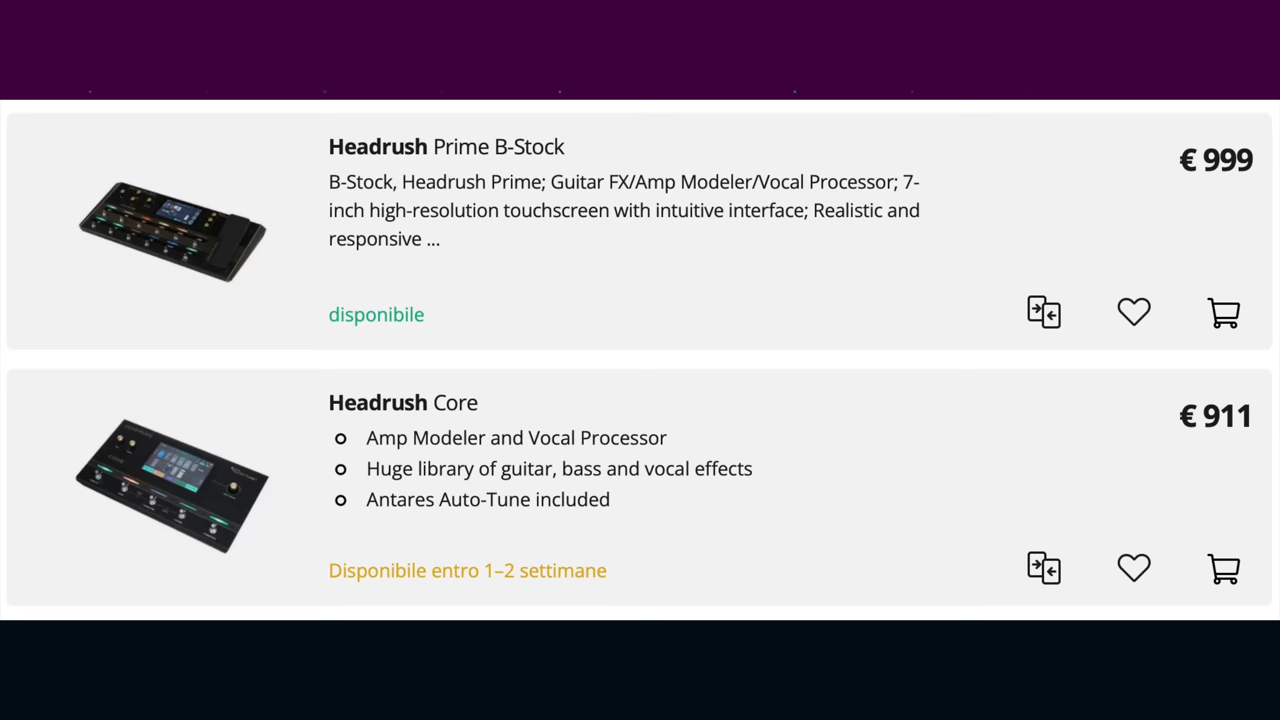 Headrush Prime B-Stock
€ 999
B-Stock, Headrush Prime; Guitar FX/Amp Modeler/Vocal Processor; 7-
inch high-resolution touchscreen with intuitive interface; Realistic and
responsive ...
disponibile
Headrush Core
€ 911
Amp Modeler and Vocal Processor
Huge library of guitar, bass and vocal effects
Antares Auto-Tune included
Disponibile entro 1–2 settimane